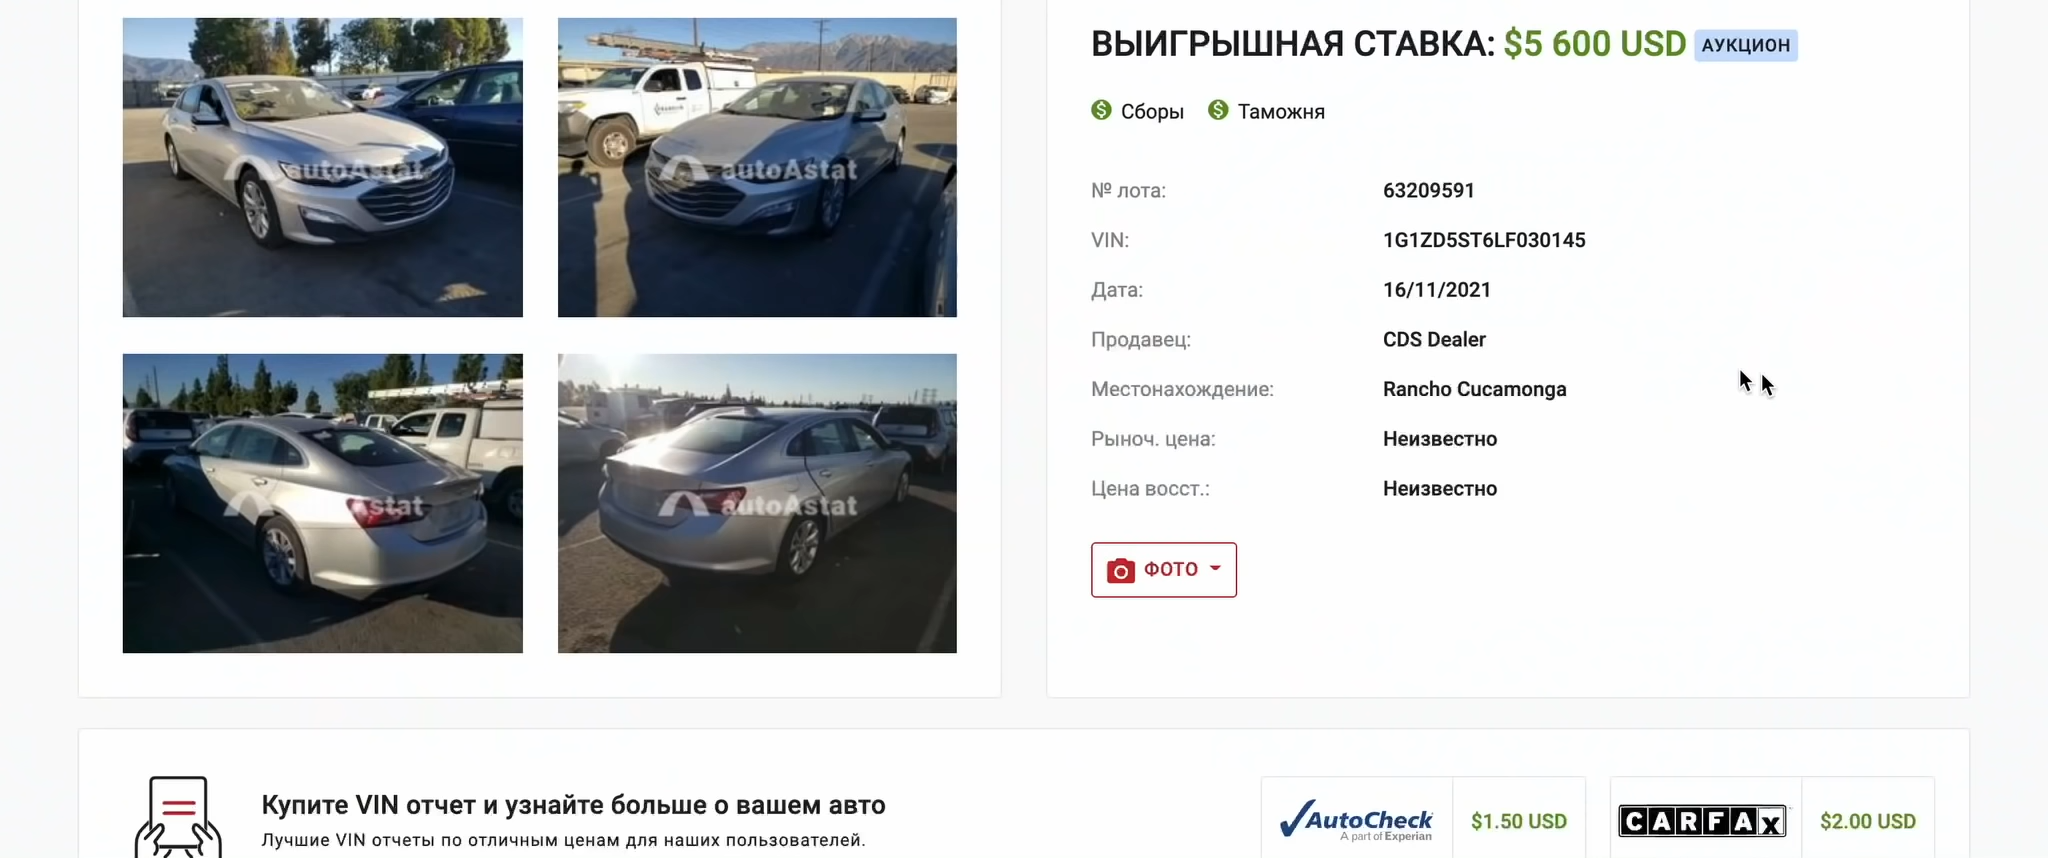 autoAstat
autoAstat
Astat
autoAstat
ВЫИГРЫШНАЯ СТАВКА: $5 600 USD АУКЦИОН
Сборы Таможня
№ лота: 63209591
VIN: 1G1ZD5ST6LF030145
Дата: 16/11/2021
Продавец: CDS Dealer
Местонахождение: Rancho Cucamonga
Рыноч. цена: Неизвестно
Цена восст.: Неизвестно
ФОТО
Купите VIN отчет и узнайте больше о вашем авто
Лучшие VIN отчеты по отличным ценам для наших пользователей.
AutoCheck
A part of Experian
$1.50 USD
CARFAX
$2.00 USD